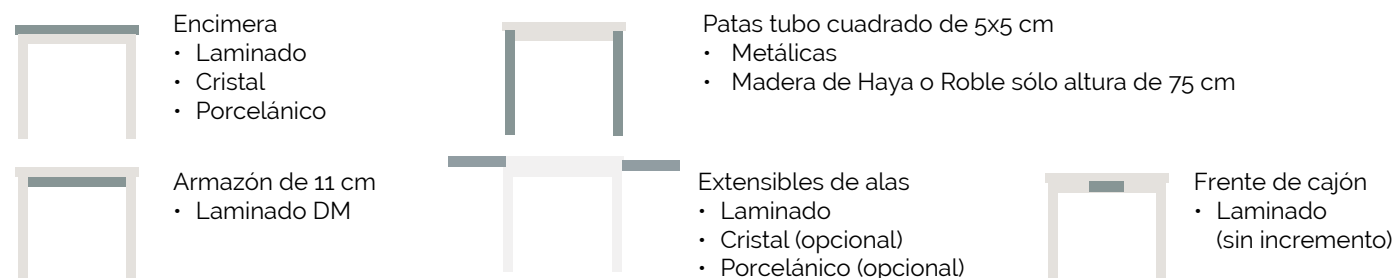 Encimera
• Laminado
• Cristal
• Porcelánico
Patas tubo cuadrado de 5x5 cm
• Metálicas
• Madera de Haya o Roble sólo altura de 75 cm
Armazón de 11 cm
• Laminado DM
Extensibles de alas
• Laminado
• Cristal (opcional)
• Porcelánico (opcional)
Frente de cajón
• Laminado
(sin incremento)